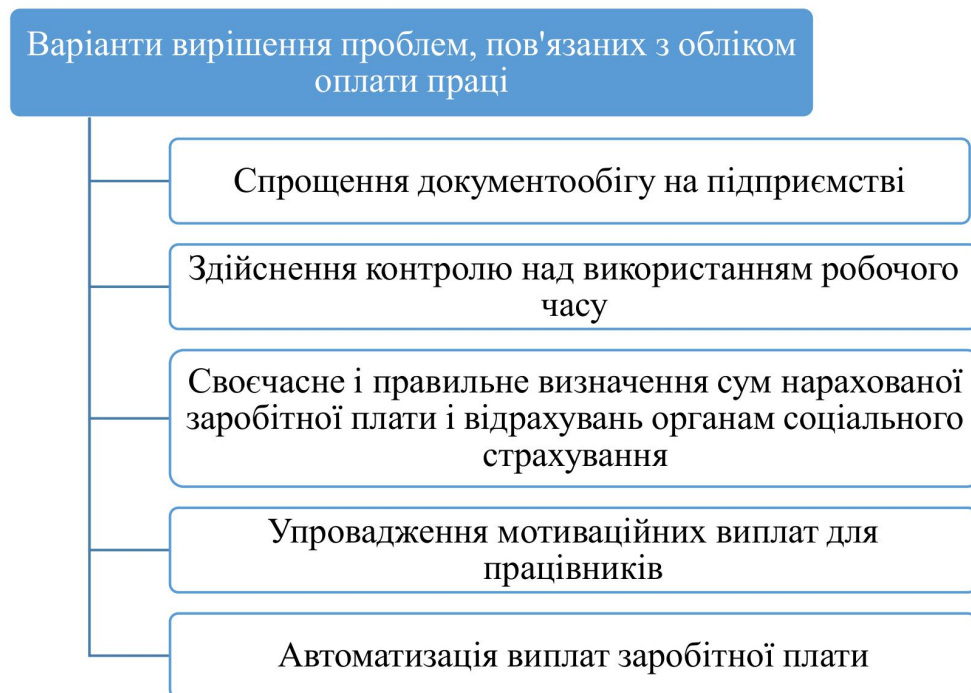 Варіанти вирішення проблем, пов'язаних з обліком
оплати праці
Спрощення документообігу на підприємстві
Здійснення контролю над використанням робочого
часу
Своєчасне і правильне визначення сум нарахованої
заробітної плати і відрахувань органам соціального
страхування
Упровадження мотиваційних виплат для
працівників
Автоматизація виплат заробітної плати